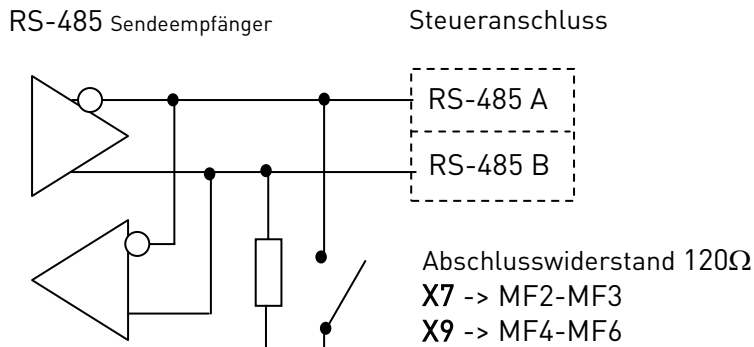 RS-485 Sendeempfänger
Steueranschluss
RS-485 A
RS-485 B
Abschlusswiderstand 120Ω
X7 -> MF2-MF3
X9 -> MF4-MF6